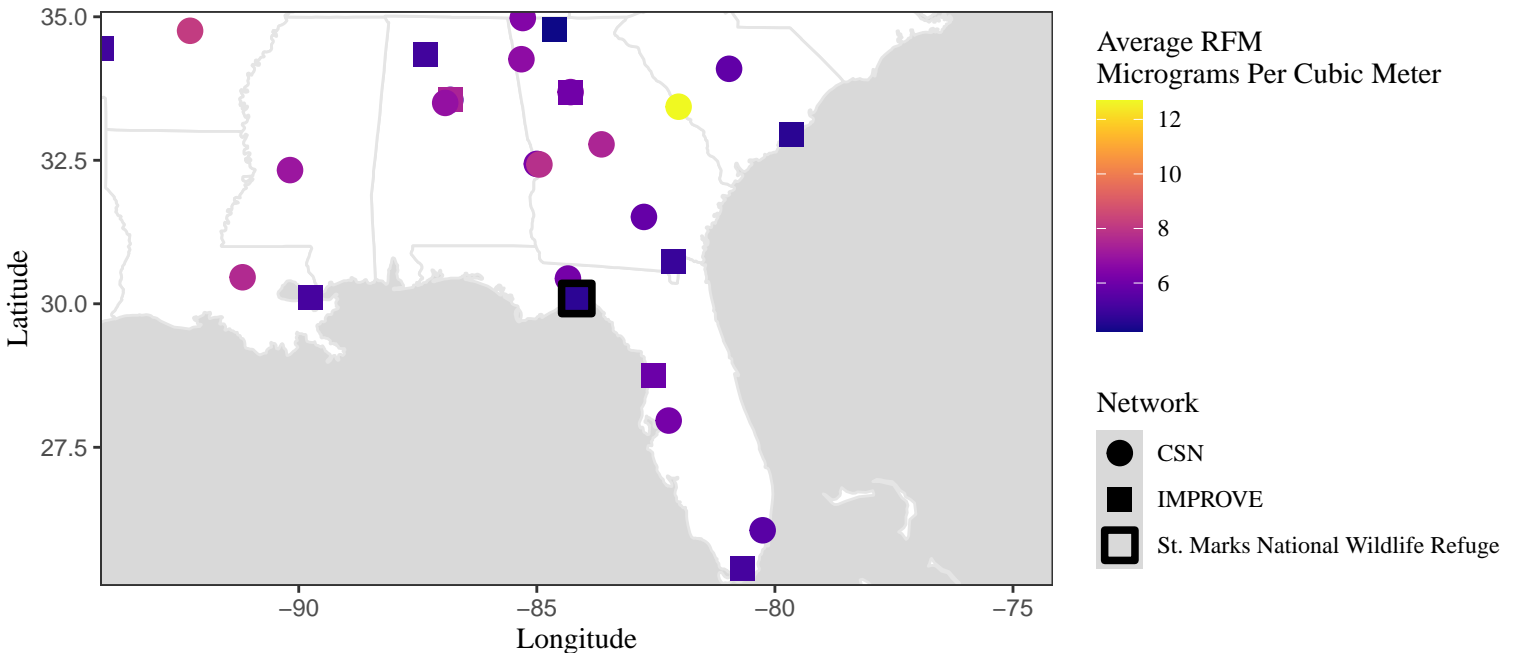 35.0
32.5
30.0
27.5
Latitude
−90
−85
−80
−75
Longitude
Average RFM
Micrograms Per Cubic Meter
12
10
8
6
Network
CSN
IMPROVE
St. Marks National Wildlife Refuge